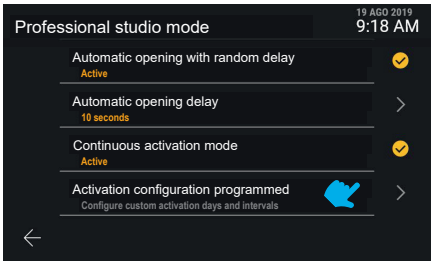 19 AGO 2019
Professional studio mode 9:18 AM
Automatic opening with random delay
Active
Automatic opening delay
10 seconds
Continuous activation mode
Active
Activation configuration programmed
Configure custom activation days and intervals